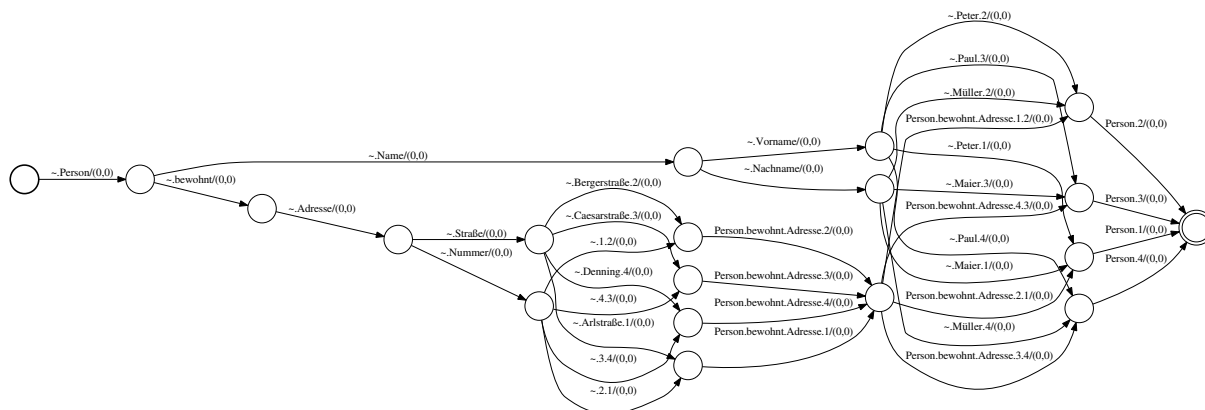 ~.Peter.2/(0,0)
~.Paul.3/(0,0)
~.Müller.2/(0,0)
Person.bewohnt.Adresse.1.2/(0,0)
Person.2/(0,0)
~.Vorname/(0,0)
~.Peter.1/(0,0)
~.Name/(0,0)
~.Nachname/(0,0)
~.Person/(0,0)
~.bewohnt/(0,0)
~.Bergerstraße.2/(0,0)
~.Maier.3/(0,0)
Person.3/(0,0)
~.Adresse/(0,0)
~.Caesarstraße.3/(0,0)
Person.bewohnt.Adresse.4.3/(0,0)
Person.1/(0,0)
~.Straße/(0,0)
~.1.2/(0,0)
Person.bewohnt.Adresse.2/(0,0)
~.Paul.4/(0,0)
Person.4/(0,0)
~.Nummer/(0,0)
~.Denning.4/(0,0)
Person.bewohnt.Adresse.3/(0,0)
~.Maier.1/(0,0)
~.4.3/(0,0)
Person.bewohnt.Adresse.4/(0,0)
Person.bewohnt.Adresse.2.1/(0,0)
~.Arlstraße.1/(0,0)
Person.bewohnt.Adresse.1/(0,0)
~.Müller.4/(0,0)
~.3.4/(0,0)
Person.bewohnt.Adresse.3.4/(0,0)
~.2.1/(0,0)